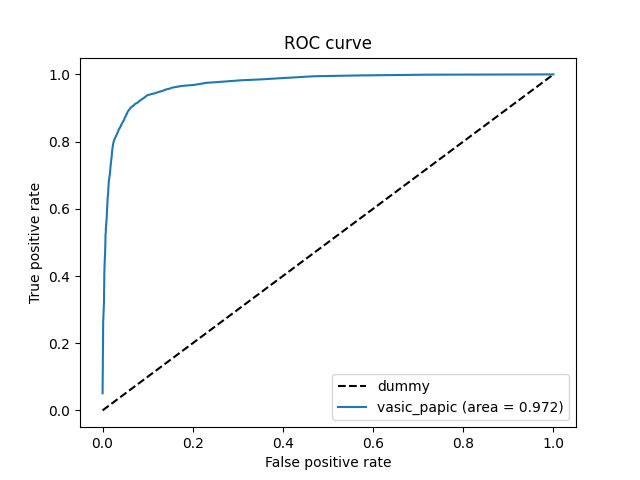 ROC curve
True positive rate
1.0
0.8
0.6
0.4
0.2
0.0
0.0 0.2 0.4 0.6 0.8 1.0
False positive rate
dummy
vasic_papic (area = 0.972)